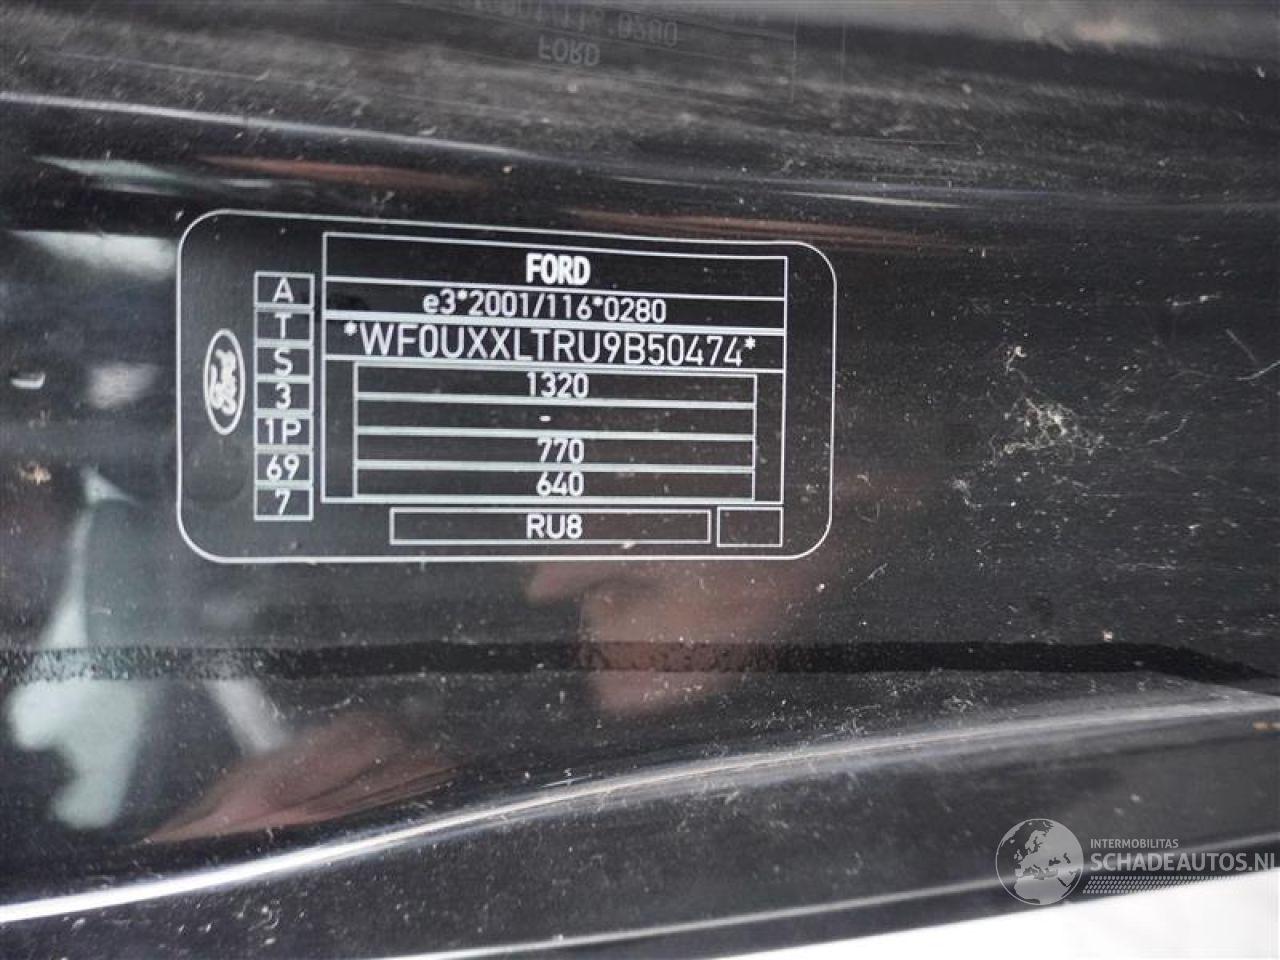 FORD
e3*2001/116*0280
*WF0UXXLTRU9B50474*
1320
-
770
640
RU8
A
T
S
3
1P
69
7
INTERMOBILITAS
SCHADEAUTOS.NL